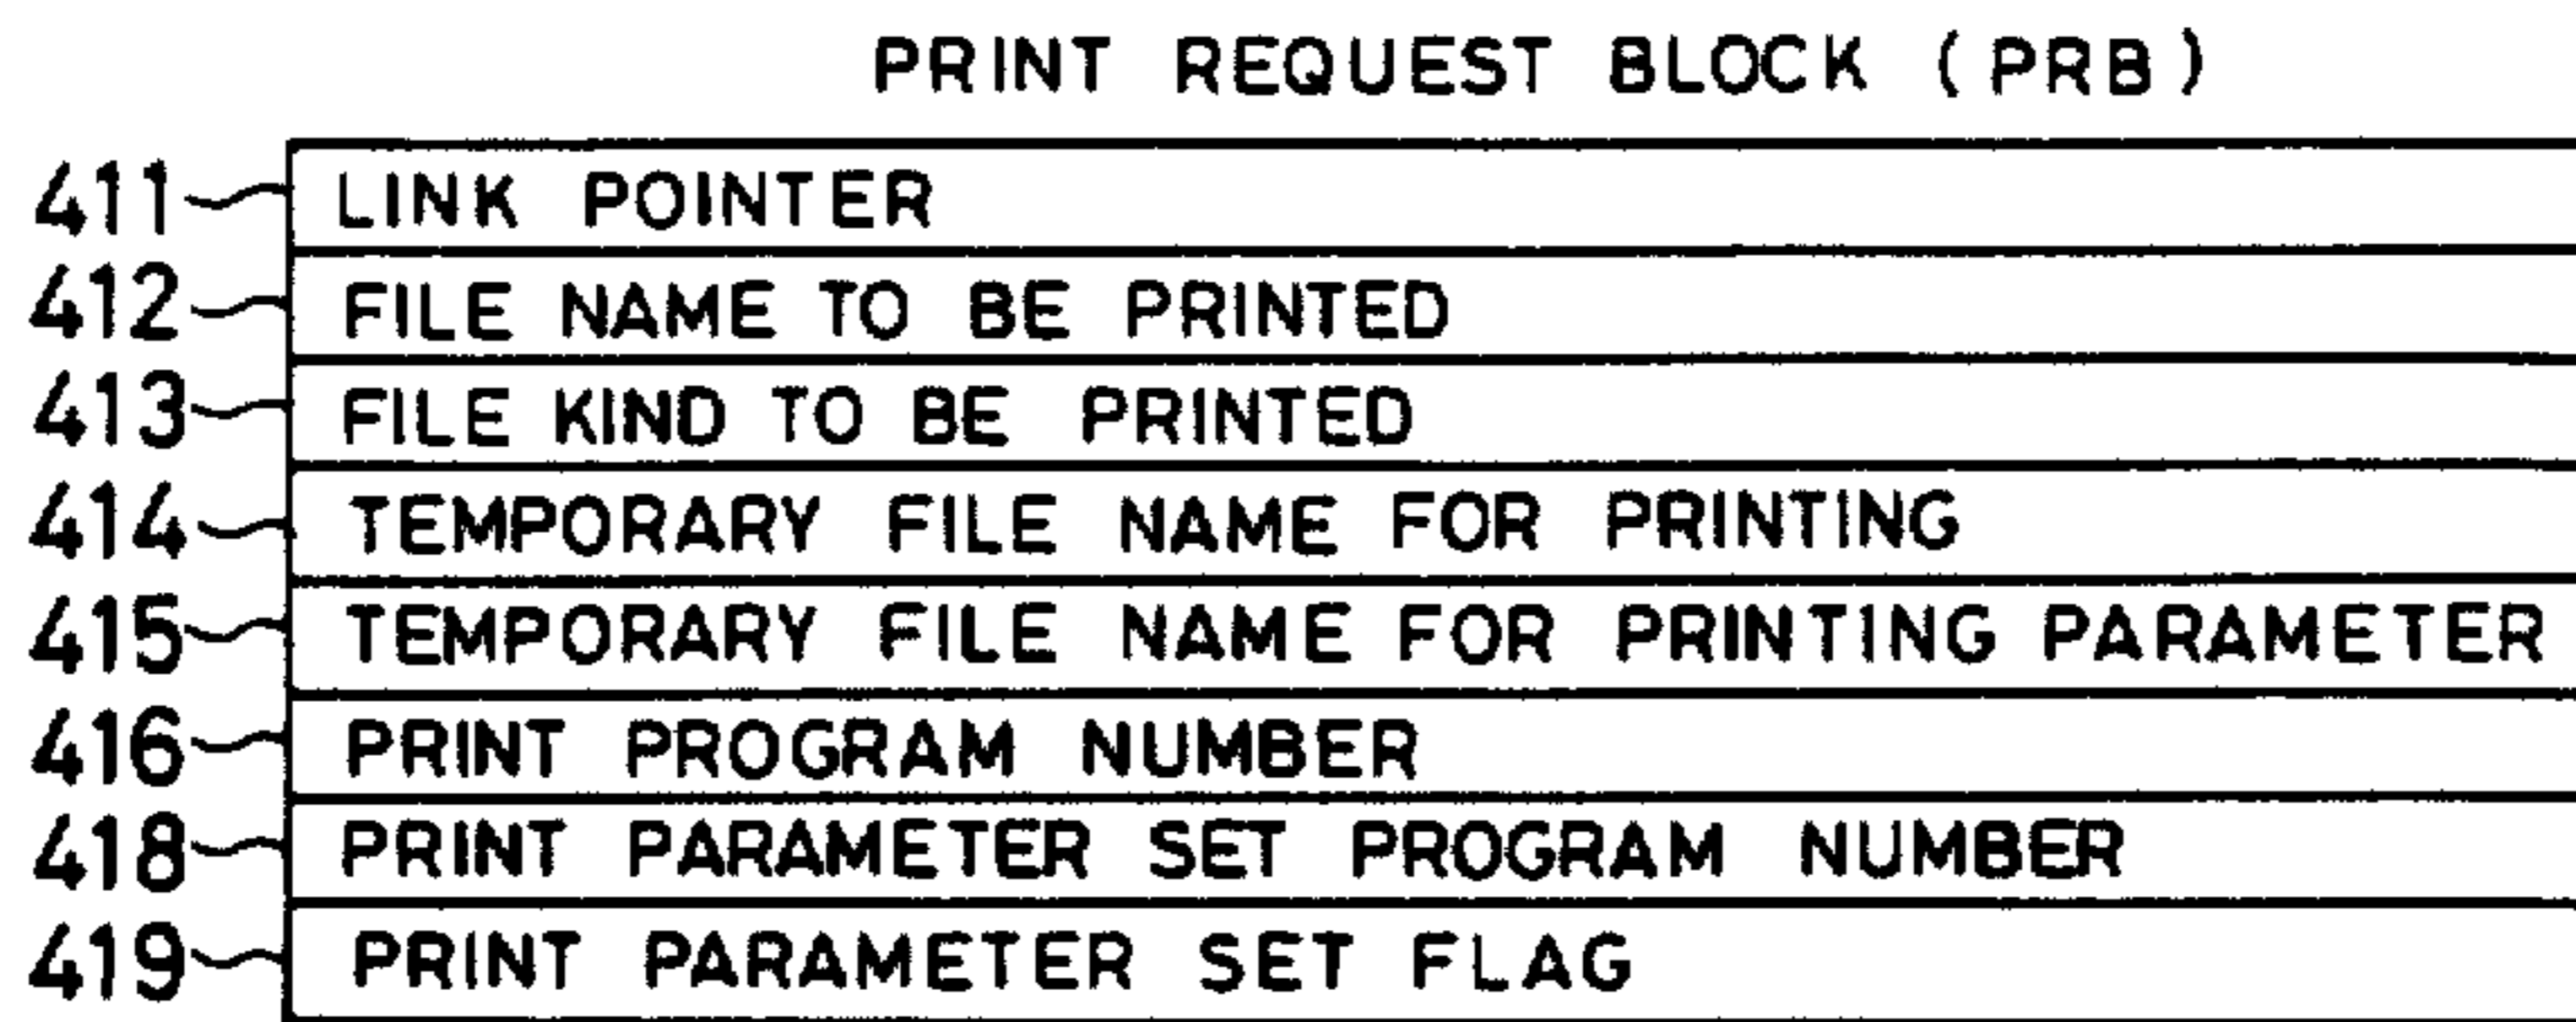 PRINT REQUEST BLOCK (PRB)
411 LINK POINTER
412 FILE NAME TO BE PRINTED
413 FILE KIND TO BE PRINTED
414 TEMPORARY FILE NAME FOR PRINTING
415 TEMPORARY FILE NAME FOR PRINTING PARAMETER
416 PRINT PROGRAM NUMBER
418 PRINT PARAMETER SET PROGRAM NUMBER
419 PRINT PARAMETER SET FLAG